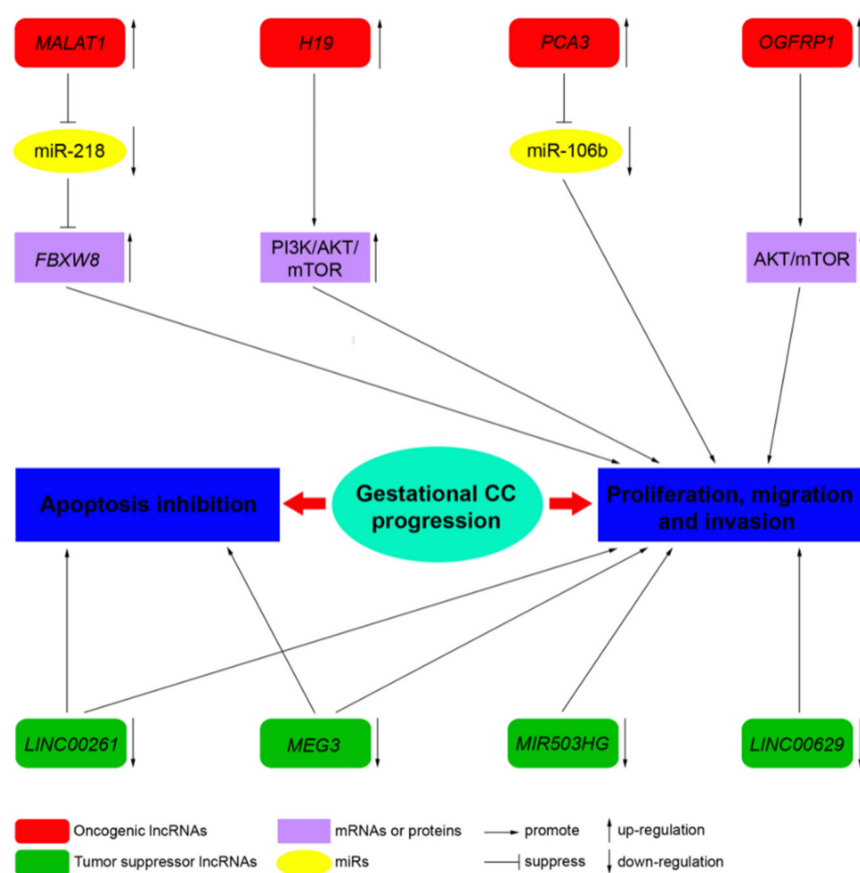 MALAT1
H19
PCA3
OGFRP1
miR-218
miR-106b
FBXW8
PI3K/AKT/
mTOR
AKT/mTOR
Apoptosis inhibition
Gestational CC
progression
Proliferation, migration
and invasion
LINC00261
MEG3
MIR503HG
LINC00629
Oncogenic lncRNAs
mRNAs or proteins
promote
up-regulation
Tumor suppressor lncRNAs
miRs
suppress
down-regulation